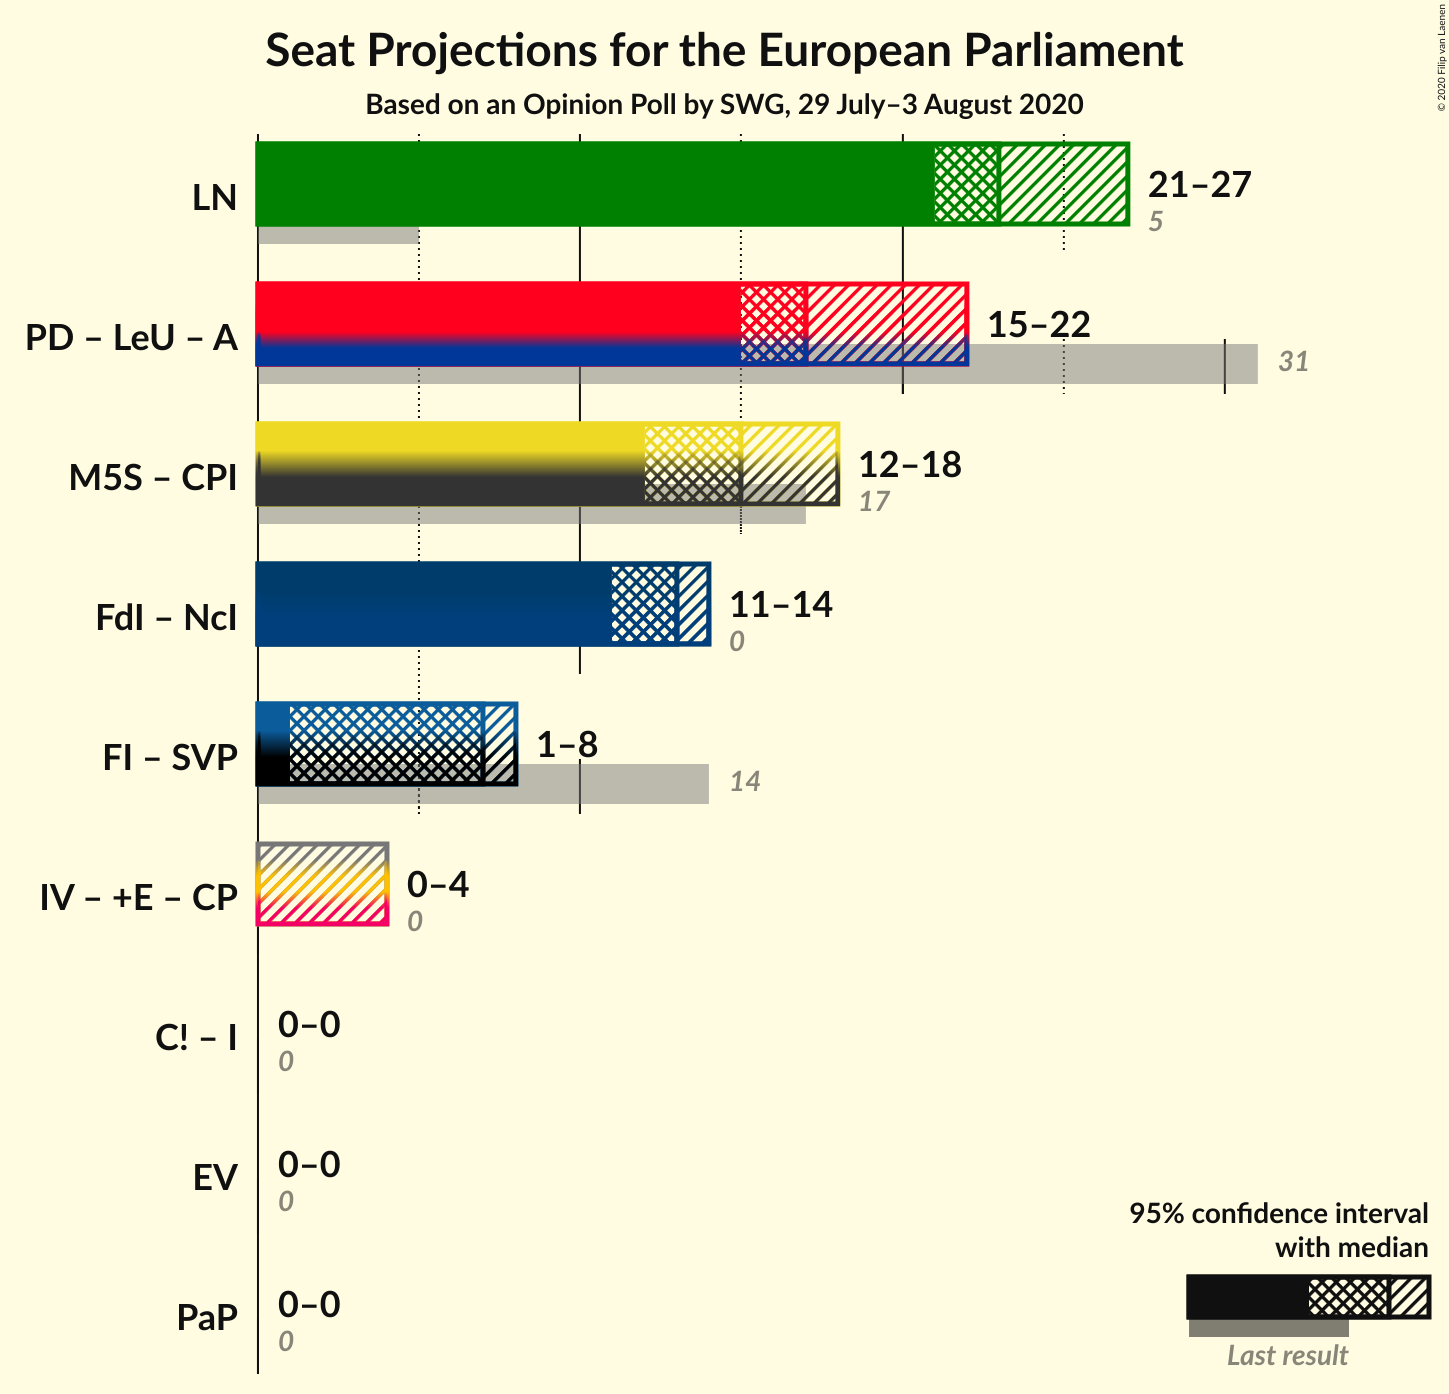 Seat Projections for the European Parliament
Based on an Opinion Poll by SWG, 29 July–3 August 2020
© 2020 Filip van Laenen
LN
21–27
5
PD – LeU – A
15–22
31
M5S – CPI
12–18
17
FdI – NcI
11–14
0
FI – SVP
1–8
14
IV – +E – CP
0–4
0
C! – I
0–0
0
EV
0–0
0
PaP
0–0
0
95% confidence interval
with median
Last result